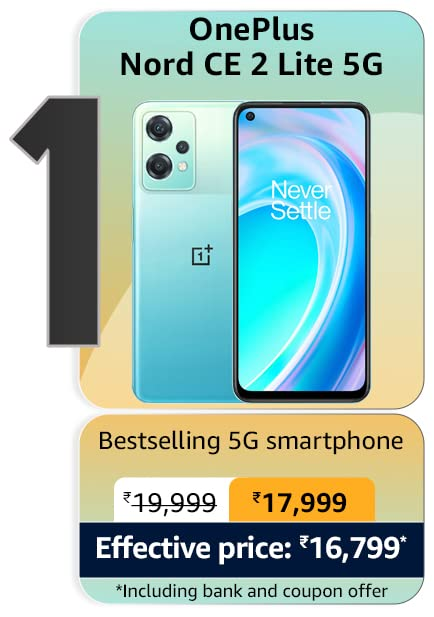 OnePlus
Nord CE 2 Lite 5G
1
Never
Settle
1+
Bestselling 5G smartphone
₹19,999 ₹17,999
Effective price: ₹16,799*
*Including bank and coupon offer